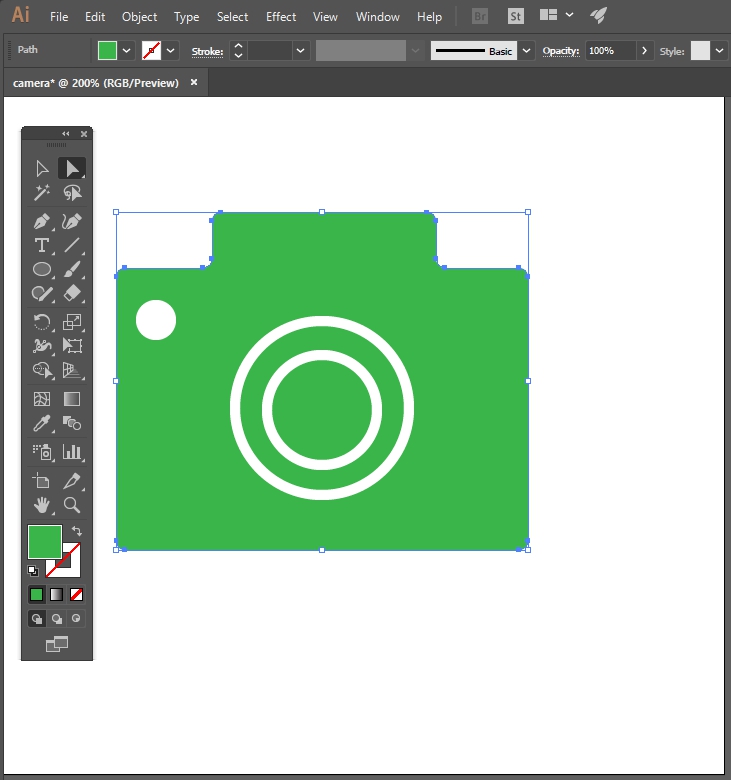 Ai File Edit Object Type Select Effect View Window Help Br St
Path Stroke: Basic Opacity: 100% Style:
camera* @ 200% (RGB/Preview) ×
T